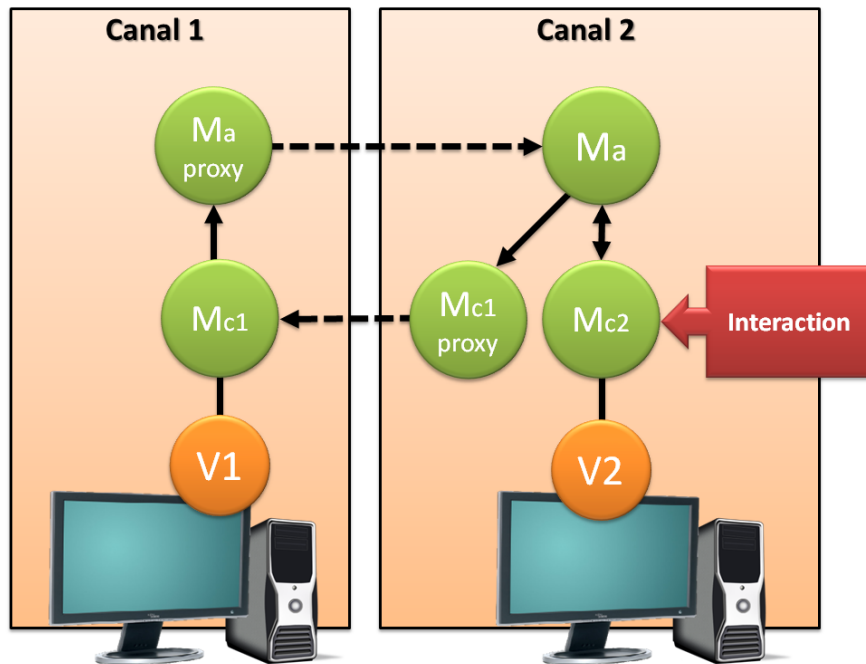 Canal 1
Canal 2
Ma
proxy
Ma
Mc1
Mc1
proxy
Mc2
Interaction
V1
V2